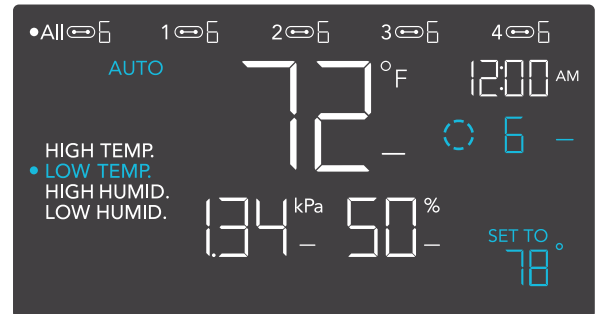 •All 6 1 6 2 6 3 6 4 6
AUTO
72°F
12:00 AM
6 –
HIGH TEMP.
• LOW TEMP.
HIGH HUMID.
LOW HUMID.
1.34 kPa – 50% –
SET TO
78°